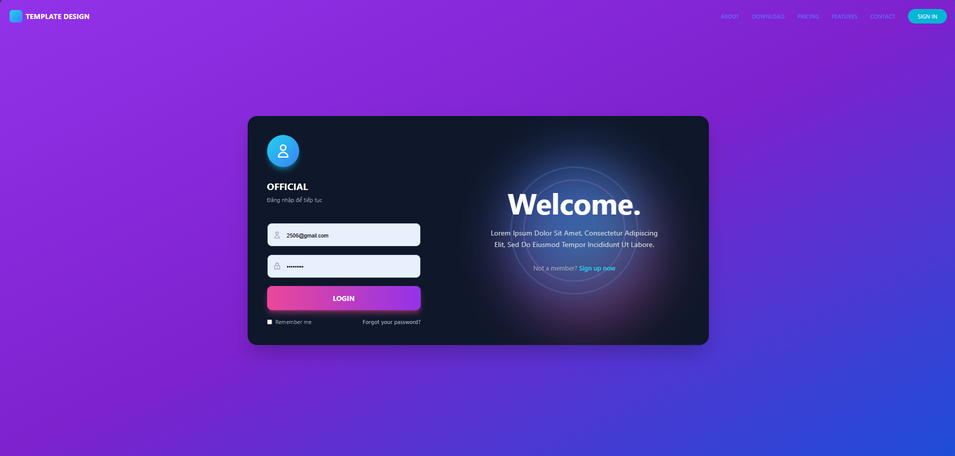 TEMPLATE DESIGN
ABOUT
DOWNLOAD
PRICING
FEATURES
CONTACT
SIGN IN
OFFICIAL
Đăng nhập để tiếp tục
2506@gmail.com
•••••••••
LOGIN
Remember me
Forgot your password?
Welcome.
Lorem Ipsum Dolor Sit Amet, Consectetur Adipiscing
Elit, Sed Do Eiusmod Tempor Incididunt Ut Labore.
Not a member? Sign up now